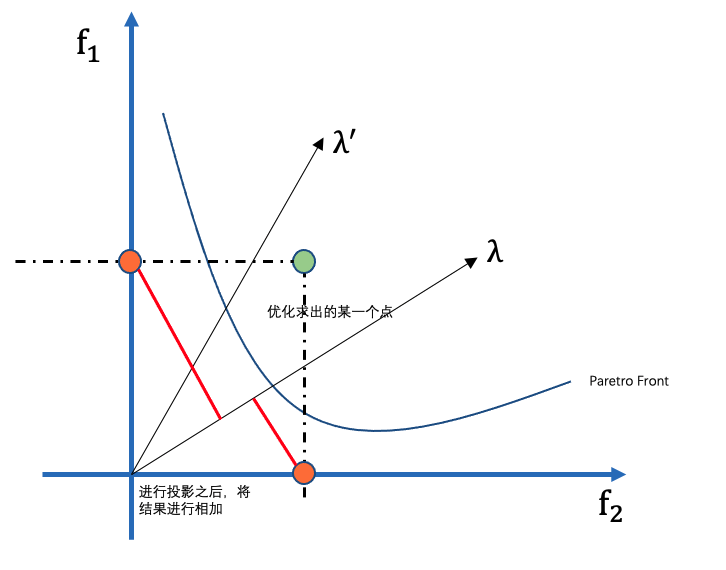 f₁
λ′
λ
优化求出的某一个点
Paretro Front
进行投影之后，将
结果进行相加
f₂